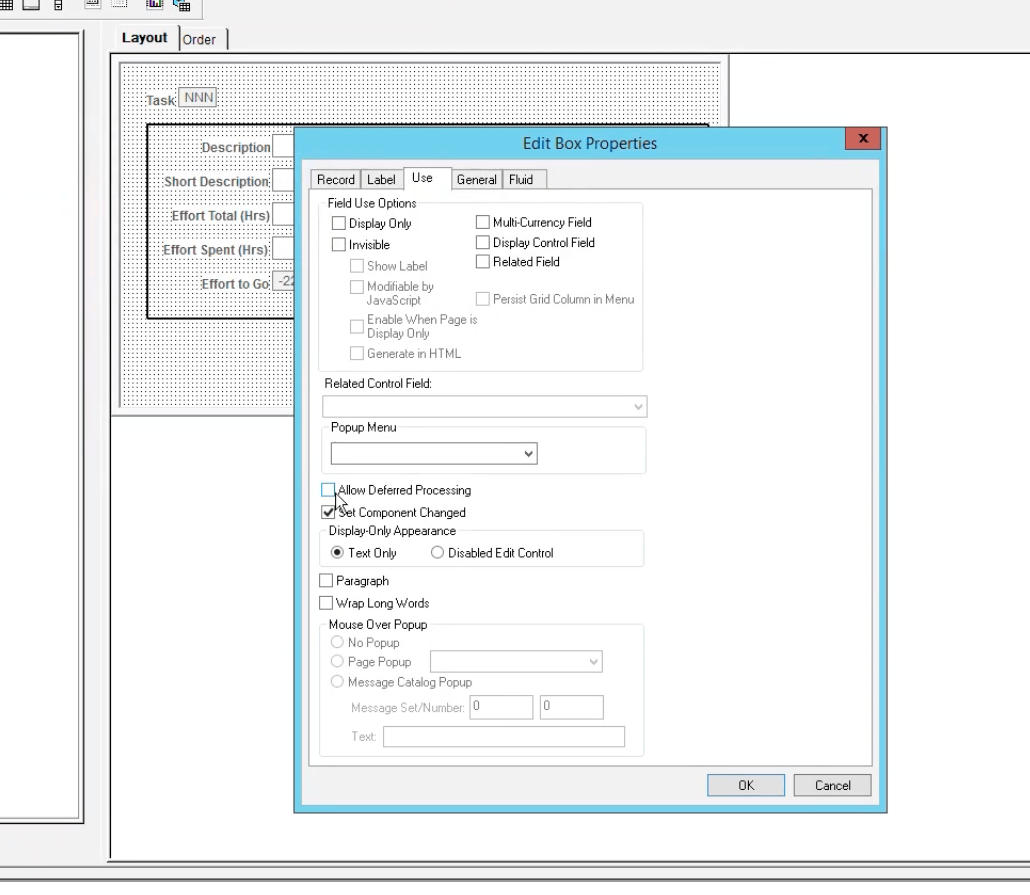 Layout Order
Task NNN
Description
Short Description
Effort Total (Hrs)
Effort Spent (Hrs)
Effort to Go -22
Edit Box Properties
x
Record Label Use General Fluid
Field Use Options
Display Only Multi-Currency Field
Invisible Display Control Field
Show Label Related Field
Modifiable by
JavaScript Persist Grid Column in Menu
Enable When Page is
Display Only
Generate in HTML
Related Control Field:
Popup Menu
Allow Deferred Processing
Set Component Changed
Display-Only Appearance
Text Only Disabled Edit Control
Paragraph
Wrap Long Words
Mouse Over Popup
No Popup
Page Popup
Message Catalog Popup
Message Set/Number: 0 0
Text:
OK Cancel